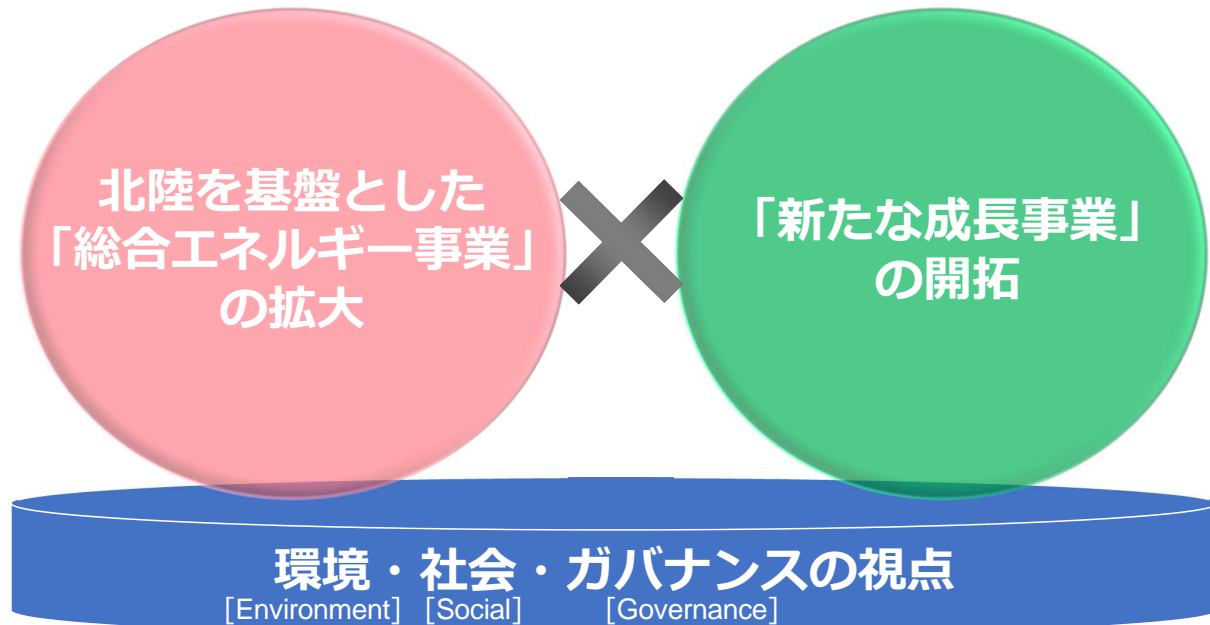 北陸を基盤とした
「総合エネルギー事業」
の拡大
「新たな成長事業」
の開拓
環境・社会・ガバナンスの視点
[Environment] [Social] [Governance]